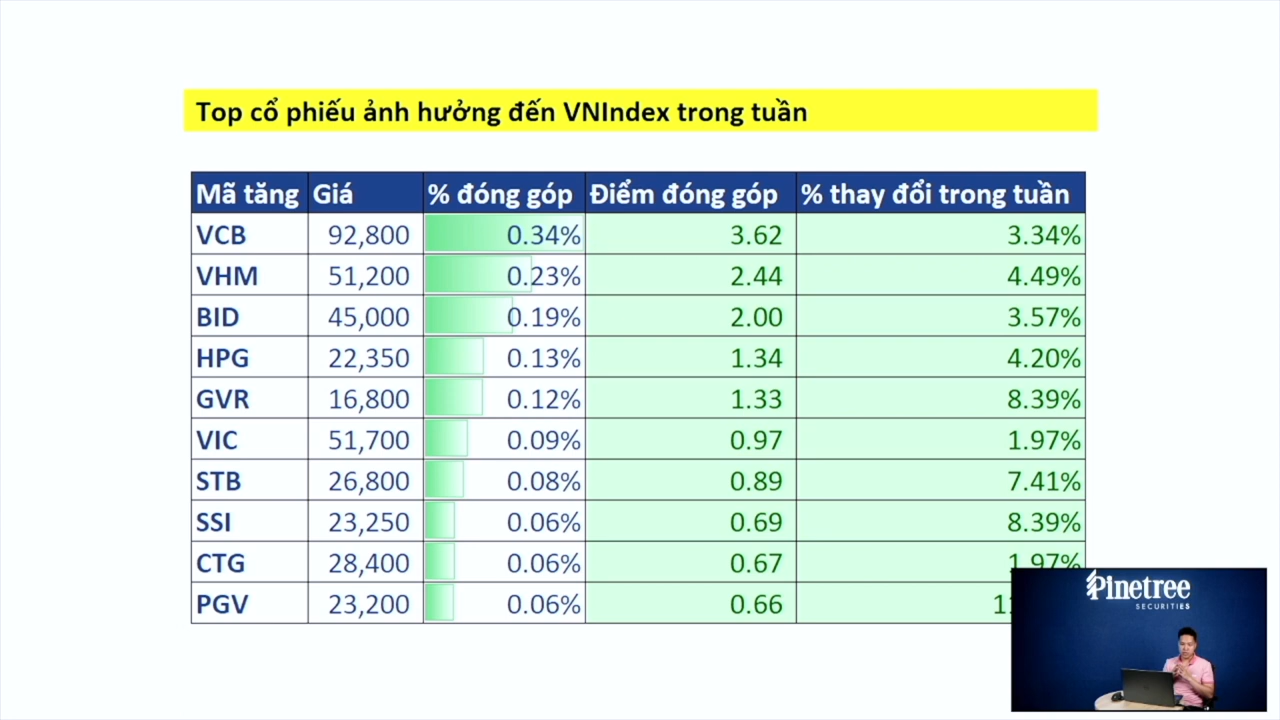 Top cổ phiếu ảnh hưởng đến VNIndex trong tuần
Mã tăng Giá % đóng góp Điểm đóng góp % thay đổi trong tuần
VCB 92,800 0.34% 3.62 3.34%
VHM 51,200 0.23% 2.44 4.49%
BID 45,000 0.19% 2.00 3.57%
HPG 22,350 0.13% 1.34 4.20%
GVR 16,800 0.12% 1.33 8.39%
VIC 51,700 0.09% 0.97 1.97%
STB 26,800 0.08% 0.89 7.41%
SSI 23,250 0.06% 0.69 8.39%
CTG 28,400 0.06% 0.67 1.97%
PGV 23,200 0.06% 0.66
Pinetree
SECURITIES